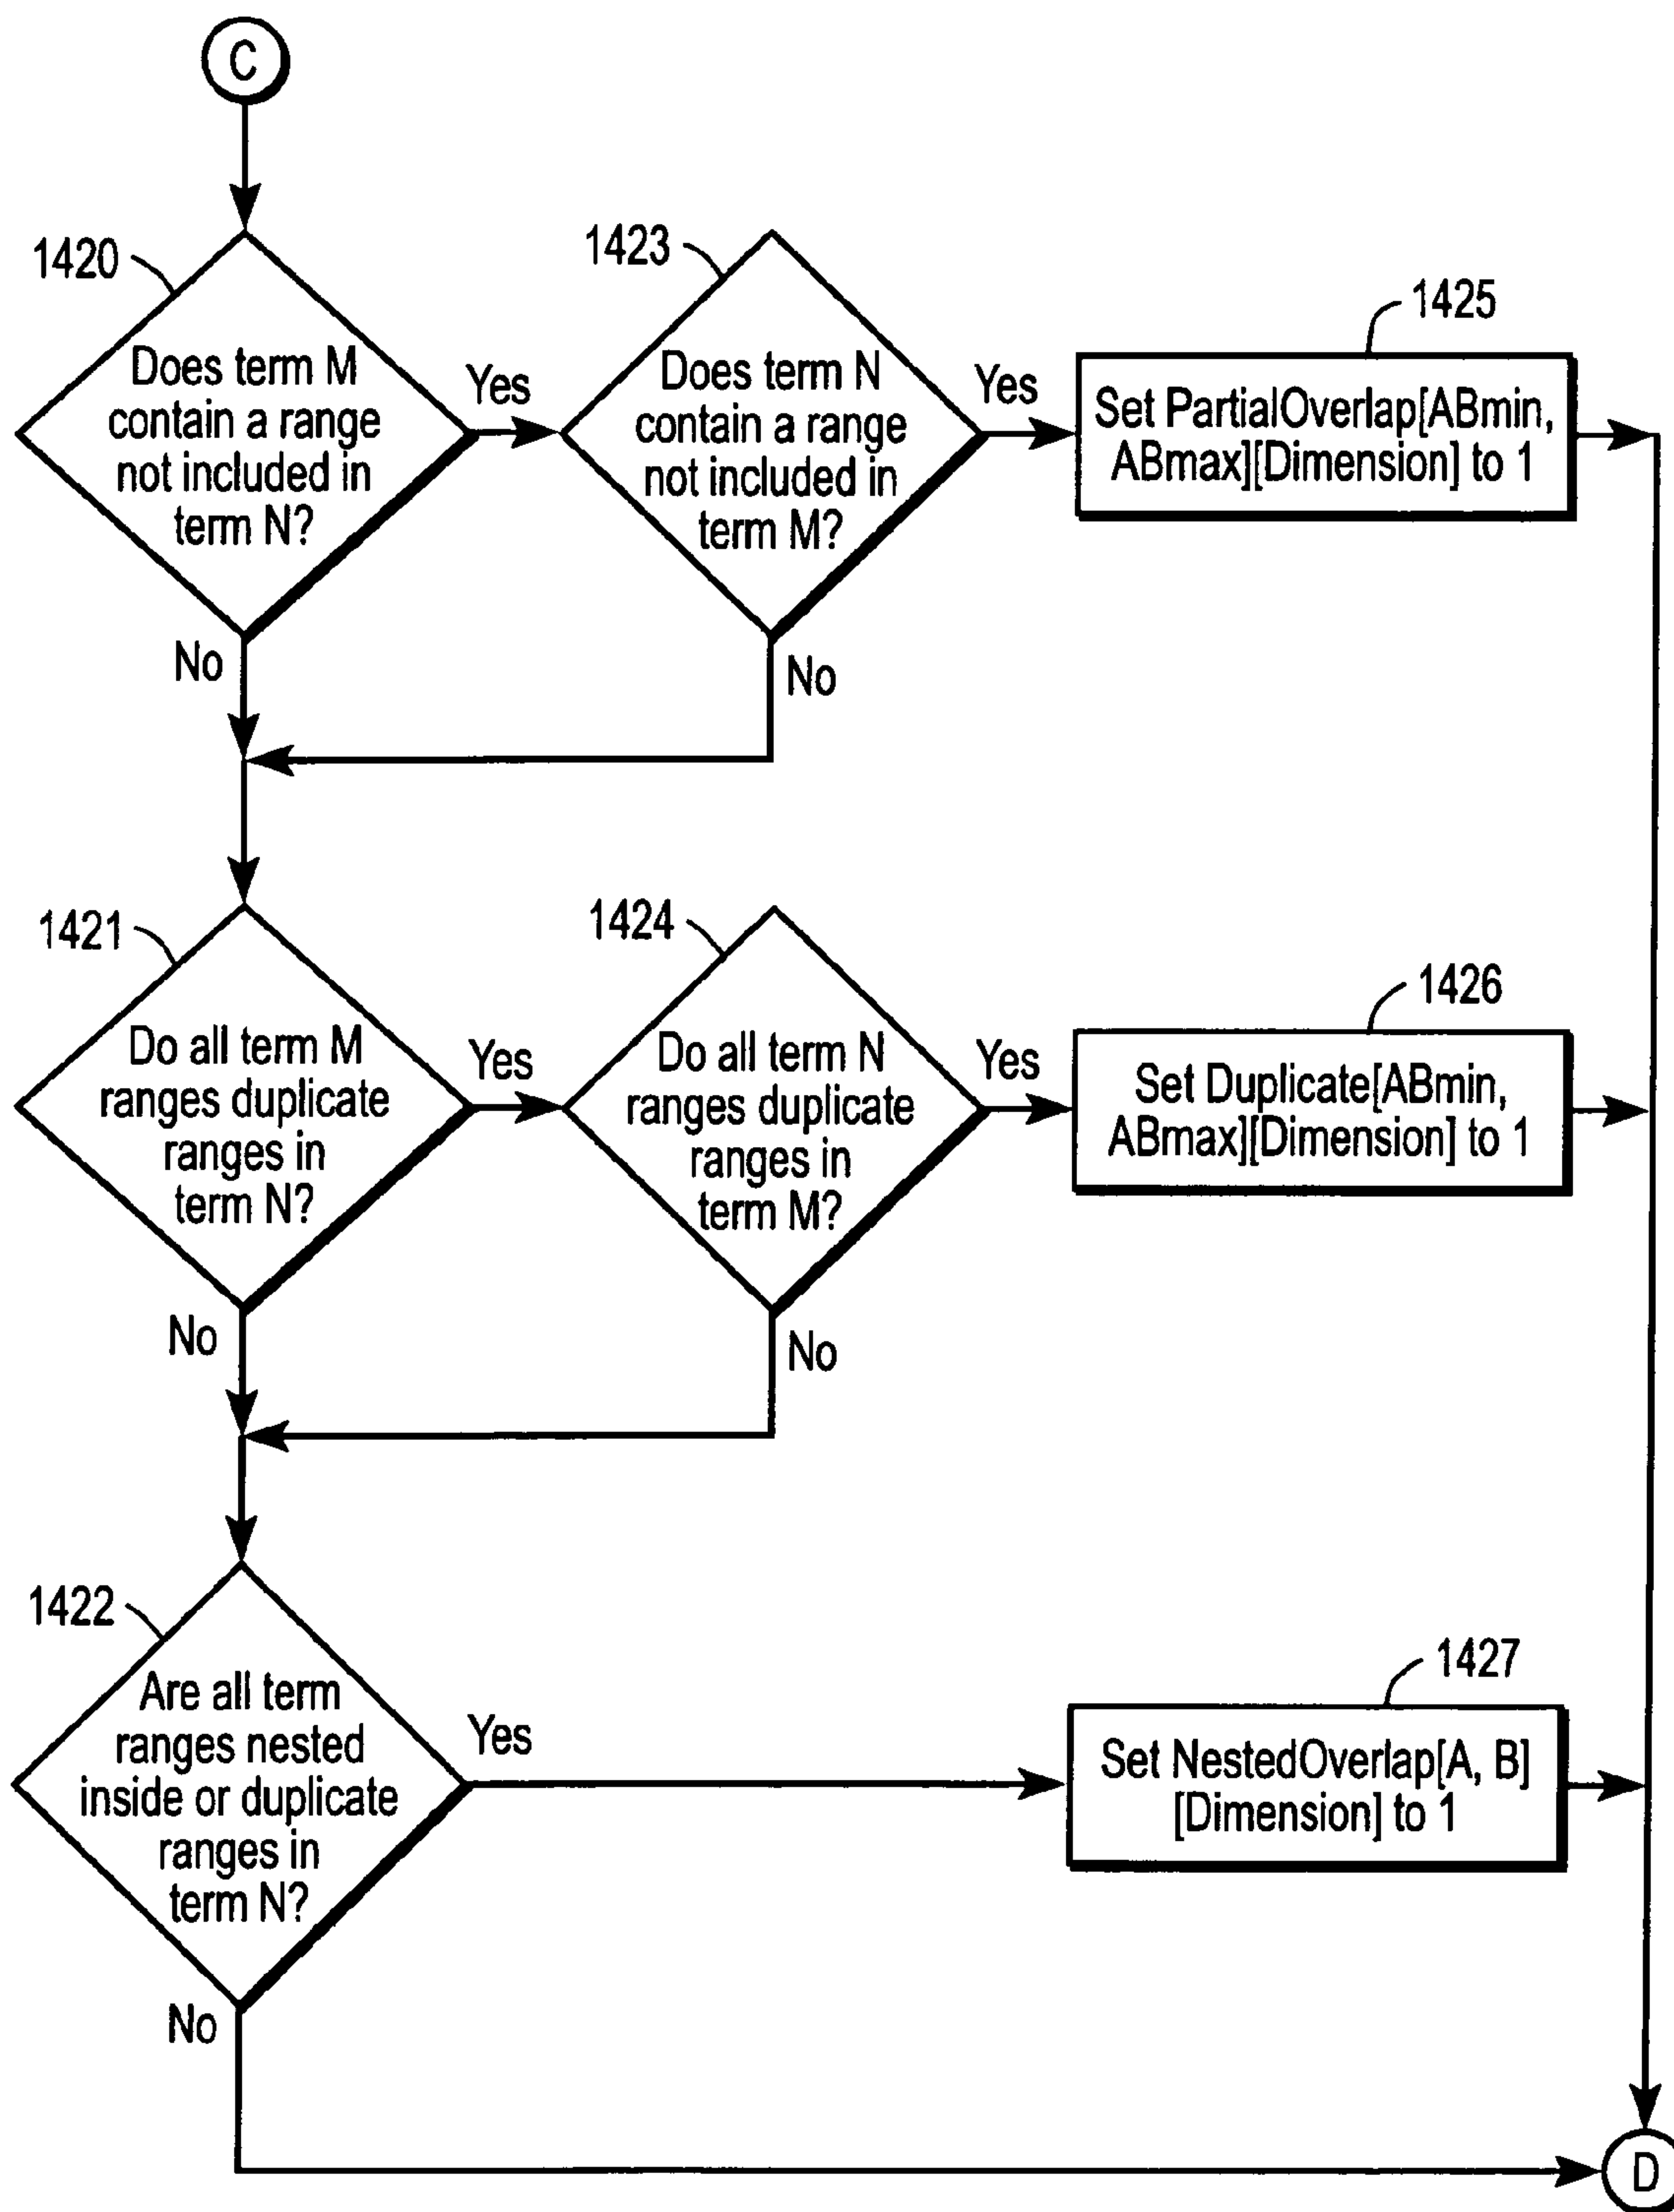 C
1420
Does term M
contain a range
not included in
term N?
Yes
No
1423
Does term N
contain a range
not included in
term M?
Yes
No
1425
Set PartialOverlap[ABmin,
ABmax][Dimension] to 1
1421
Do all term M
ranges duplicate
ranges in
term N?
Yes
No
1424
Do all term N
ranges duplicate
ranges in
term M?
Yes
No
1426
Set Duplicate[ABmin,
ABmax][Dimension] to 1
1422
Are all term
ranges nested
inside or duplicate
ranges in
term N?
Yes
No
1427
Set NestedOverlap[A, B]
[Dimension] to 1
D